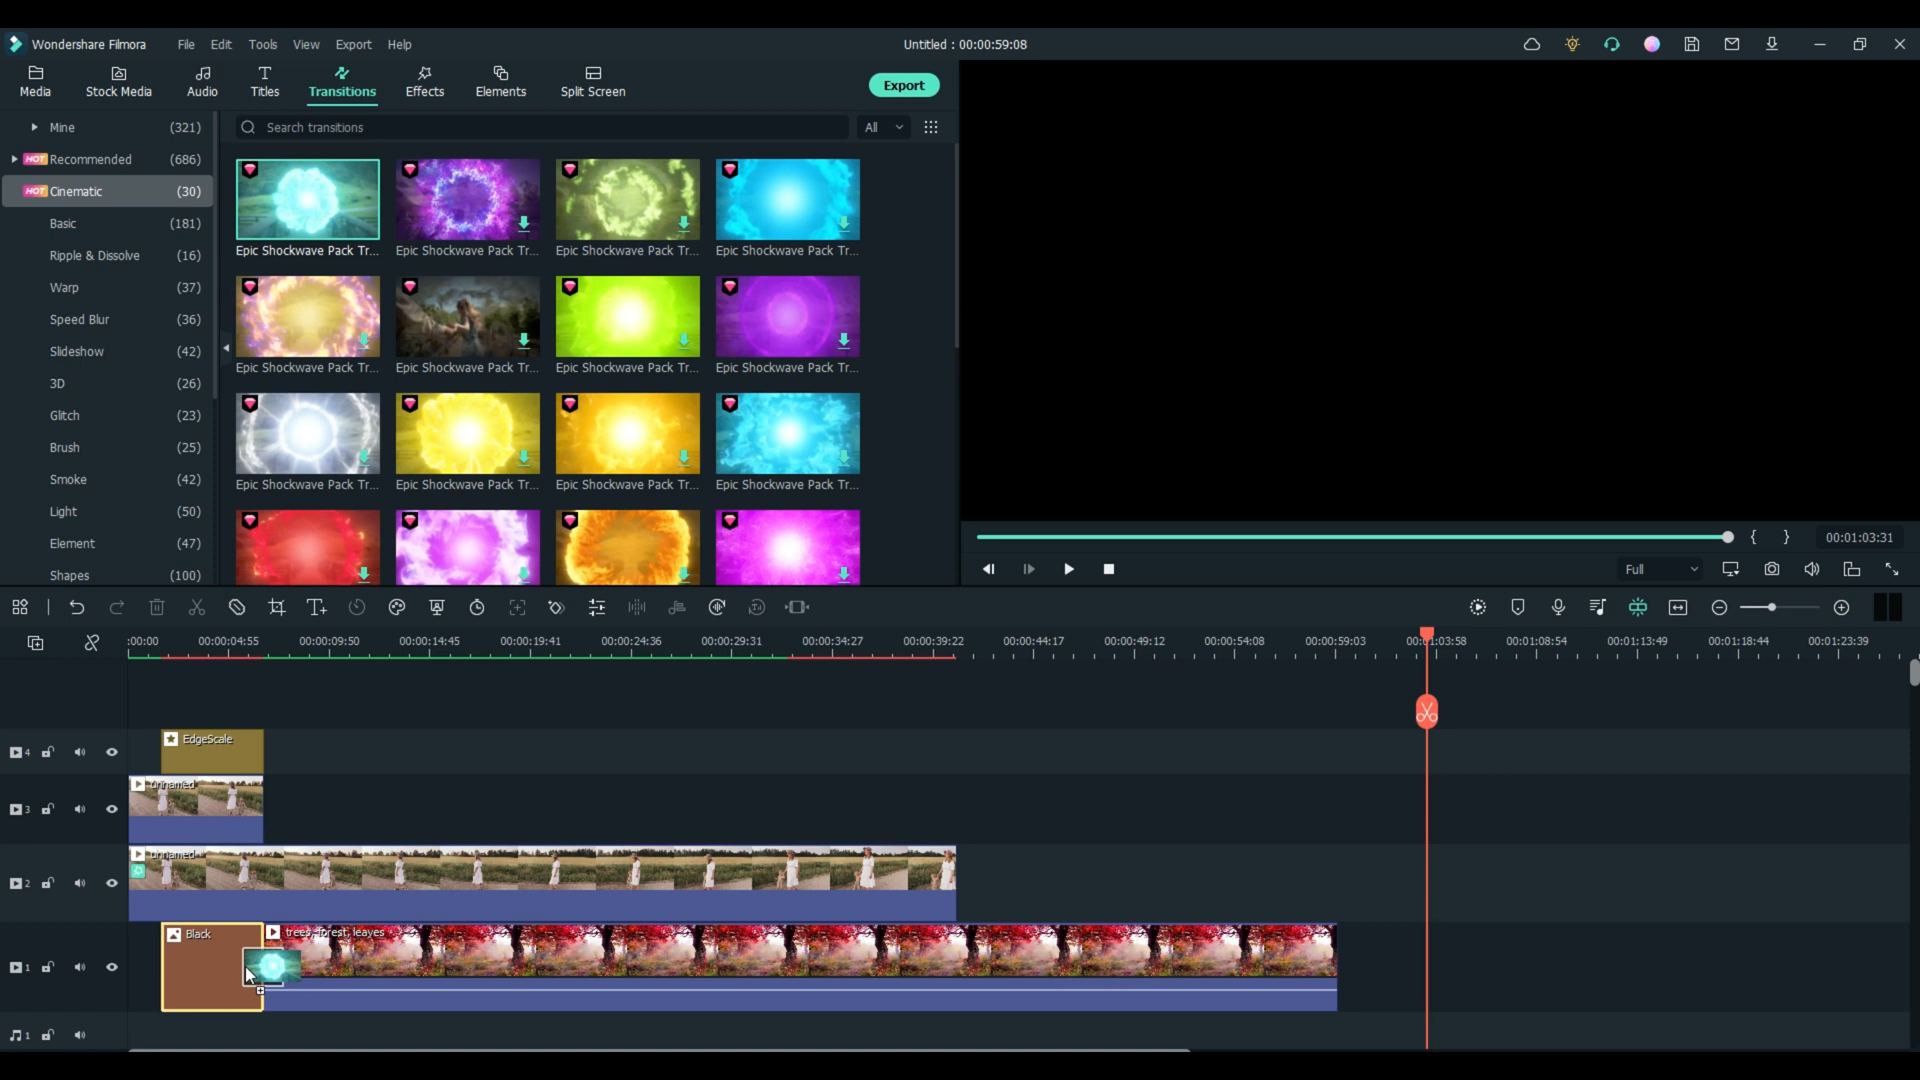 Wondershare Filmora File Edit Tools View Export Help Untitled : 00:00:59:08
Media Stock Media Audio Titles Transitions Effects Elements Split Screen Export
Mine (321)
Search transitions All
HOT Recommended (686)
HOT Cinematic (30)
Basic (181)
Ripple & Dissolve (16)
Warp (37)
Speed Blur (36)
Slideshow (42)
3D (26)
Glitch (23)
Brush (25)
Smoke (42)
Light (50)
Element (47)
Shapes (100)
Epic Shockwave Pack Tr... Epic Shockwave Pack Tr... Epic Shockwave Pack Tr... Epic Shockwave Pack Tr...
Epic Shockwave Pack Tr... Epic Shockwave Pack Tr... Epic Shockwave Pack Tr... Epic Shockwave Pack Tr...
Epic Shockwave Pack Tr... Epic Shockwave Pack Tr... Epic Shockwave Pack Tr... Epic Shockwave Pack Tr...
{ } 00:01:03:31
Full
:00:00 00:00:04:55 00:00:09:50 00:00:14:45 00:00:19:41 00:00:24:36 00:00:29:31 00:00:34:27 00:00:39:22 00:00:44:17 00:00:49:12 00:00:54:08 00:00:59:03 00:01:03:58 00:01:08:54 00:01:13:49 00:01:18:44 00:01:23:39
4 EdgeScale
unnamed
3
unnamed
2
Black trees, forest, leaves
1
1